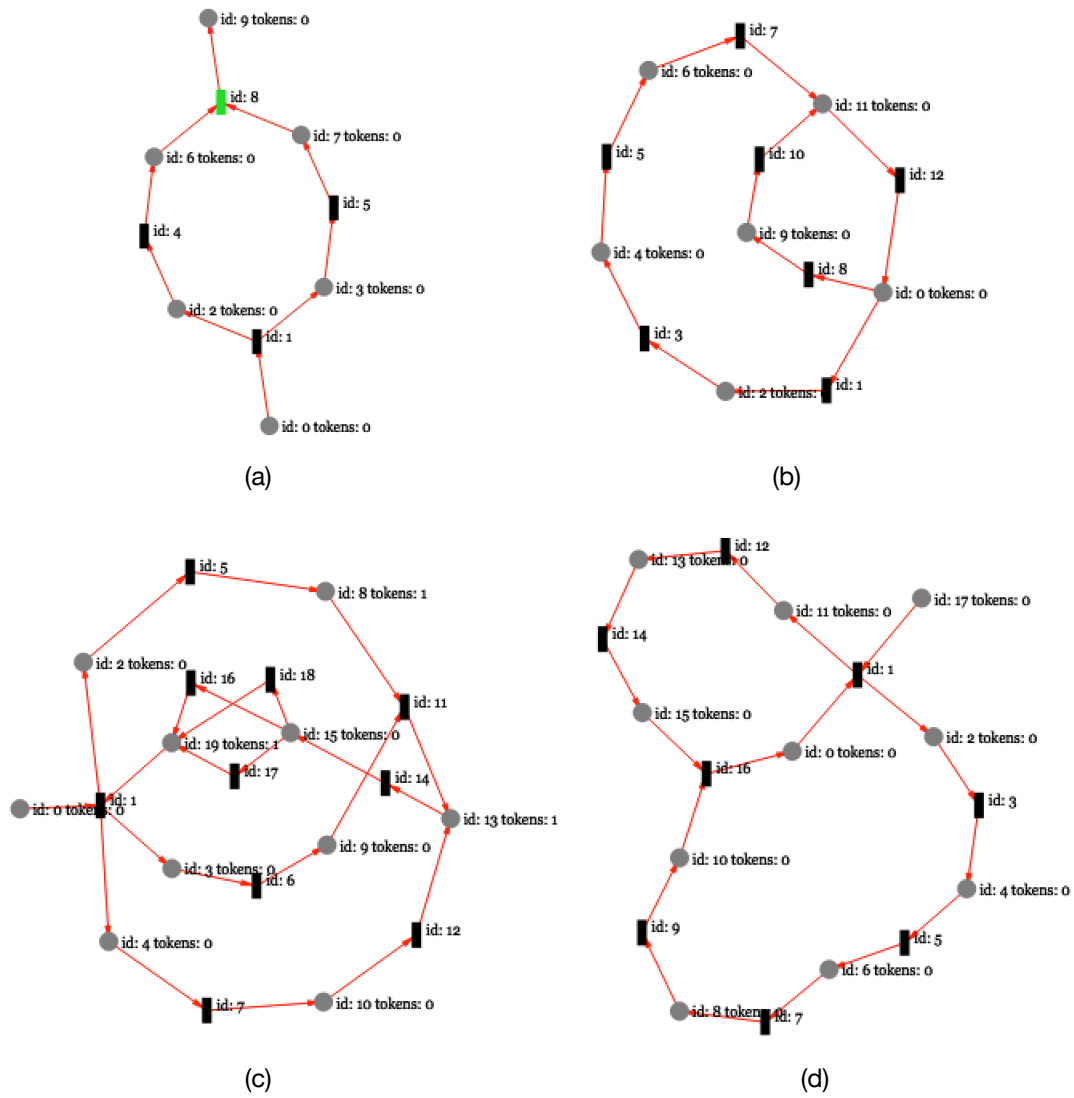 id: 9 tokens: 0
id: 8
id: 7 tokens: 0
id: 6 tokens: 0
id: 5
id: 4
id: 3 tokens: 0
id: 2 tokens: 0
id: 1
id: 0 tokens: 0
(a)
id: 7
id: 6 tokens: 0
id: 11 tokens: 0
id: 5
id: 10
id: 12
id: 9 tokens: 0
id: 4 tokens: 0
id: 8
id: 0 tokens: 0
id: 3
id: 2 tokens: 0
id: 1
(b)
id: 5
id: 8 tokens: 1
id: 2 tokens: 0
id: 16
id: 18
id: 11
id: 15 tokens: 0
id: 19 tokens: 1
id: 17
id: 14
id: 1
id: 0 tokens: 0
id: 13 tokens: 1
id: 9 tokens: 0
id: 3 tokens: 0
id: 6
id: 12
id: 4 tokens: 0
id: 10 tokens: 0
id: 7
(c)
id: 12
id: 13 tokens: 0
id: 17 tokens: 0
id: 11 tokens: 0
id: 14
id: 1
id: 15 tokens: 0
id: 2 tokens: 0
id: 0 tokens: 0
id: 16
id: 3
id: 10 tokens: 0
id: 4 tokens: 0
id: 9
id: 5
id: 6 tokens: 0
id: 8 tokens: 0
id: 7
(d)